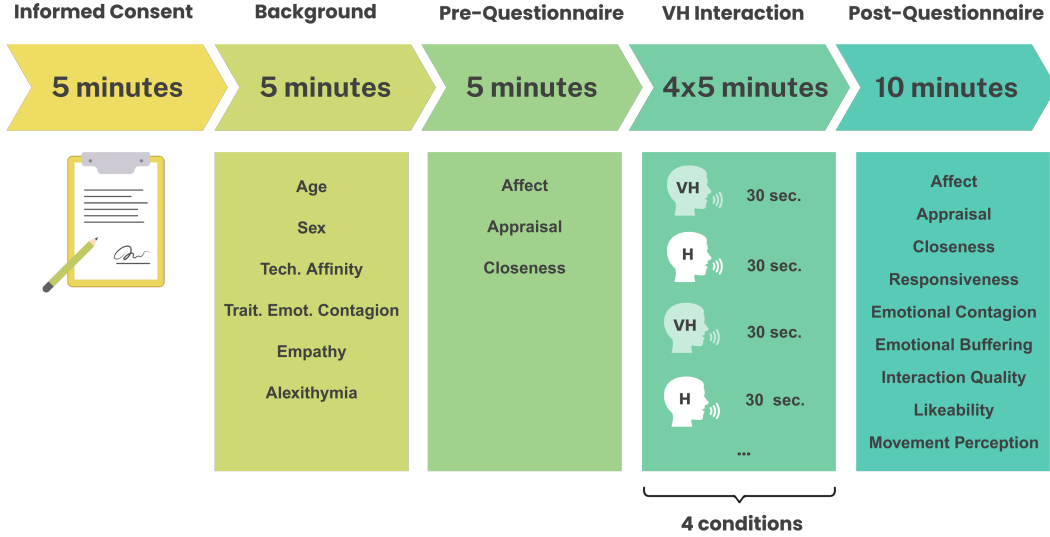 Informed Consent
Background
Pre-Questionnaire
VH Interaction
Post-Questionnaire
5 minutes
5 minutes
5 minutes
4x5 minutes
10 minutes
Age
Sex
Tech. Affinity
Trait. Emot. Contagion
Empathy
Alexithymia
Affect
Appraisal
Closeness
VH 30 sec.
H 30 sec.
VH 30 sec.
H 30 sec.
...
4 conditions
Affect
Appraisal
Closeness
Responsiveness
Emotional Contagion
Emotional Buffering
Interaction Quality
Likeability
Movement Perception